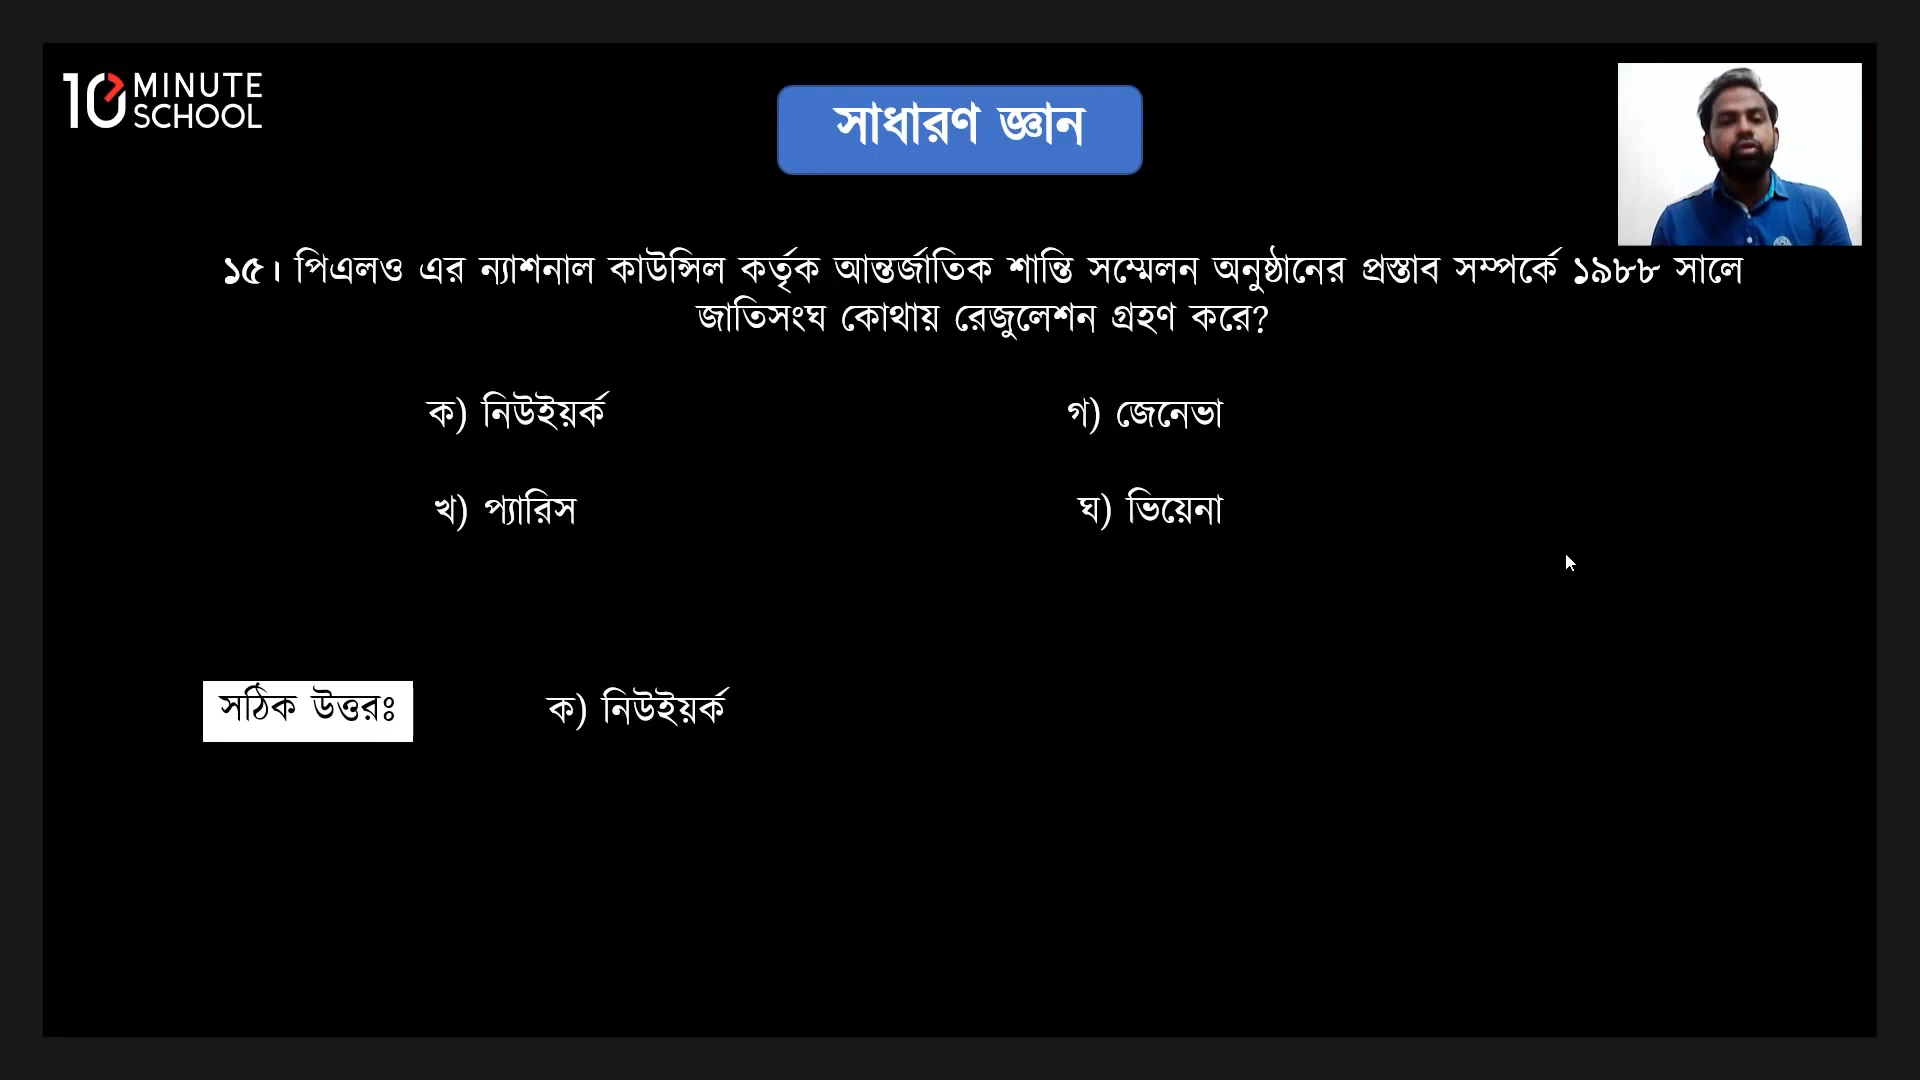 10 MINUTE
SCHOOL
সাধারণ জ্ঞান
১৫। পিএলও এর ন্যাশনাল কাউন্সিল কর্তৃক আন্তর্জাতিক শান্তি সম্মেলন অনুষ্ঠানের প্রস্তাব সম্পর্কে ১৯৮৮ সালে
জাতিসংঘ কোথায় রেজুলেশন গ্রহণ করে?
ক) নিউইয়র্ক
গ) জেনেভা
খ) প্যারিস
ঘ) ভিয়েনা
সঠিক উত্তরঃ ক) নিউইয়র্ক